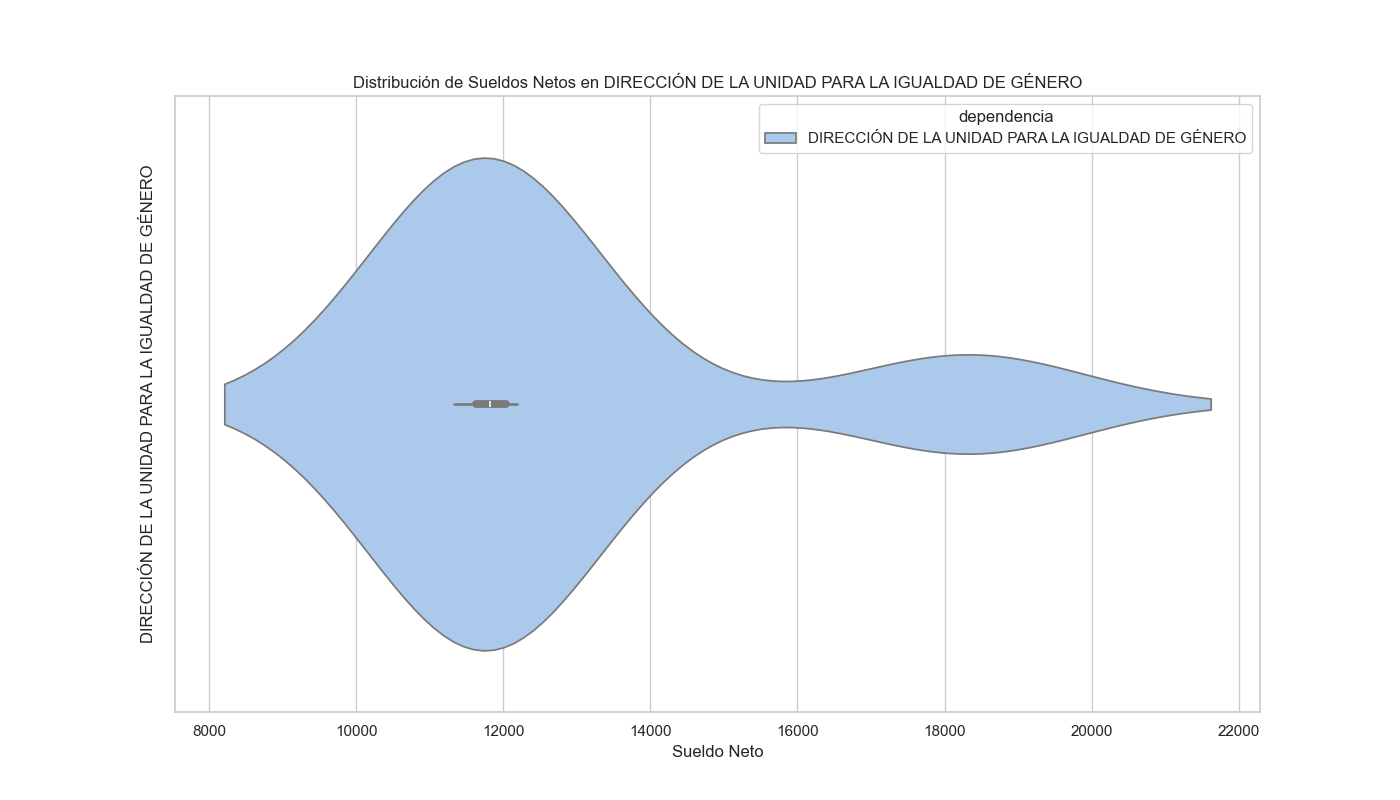 Distribución de Sueldos Netos en DIRECCIÓN DE LA UNIDAD PARA LA IGUALDAD DE GÉNERO
dependencia
DIRECCIÓN DE LA UNIDAD PARA LA IGUALDAD DE GÉNERO
DIRECCIÓN DE LA UNIDAD PARA LA IGUALDAD DE GÉNERO
8000 10000 12000 14000 16000 18000 20000 22000
Sueldo Neto